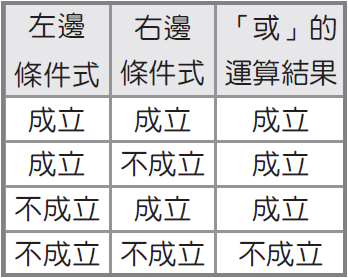 左邊條件式 右邊條件式 「或」的運算結果
成立 成立 成立
成立 不成立 成立
不成立 成立 成立
不成立 不成立 不成立